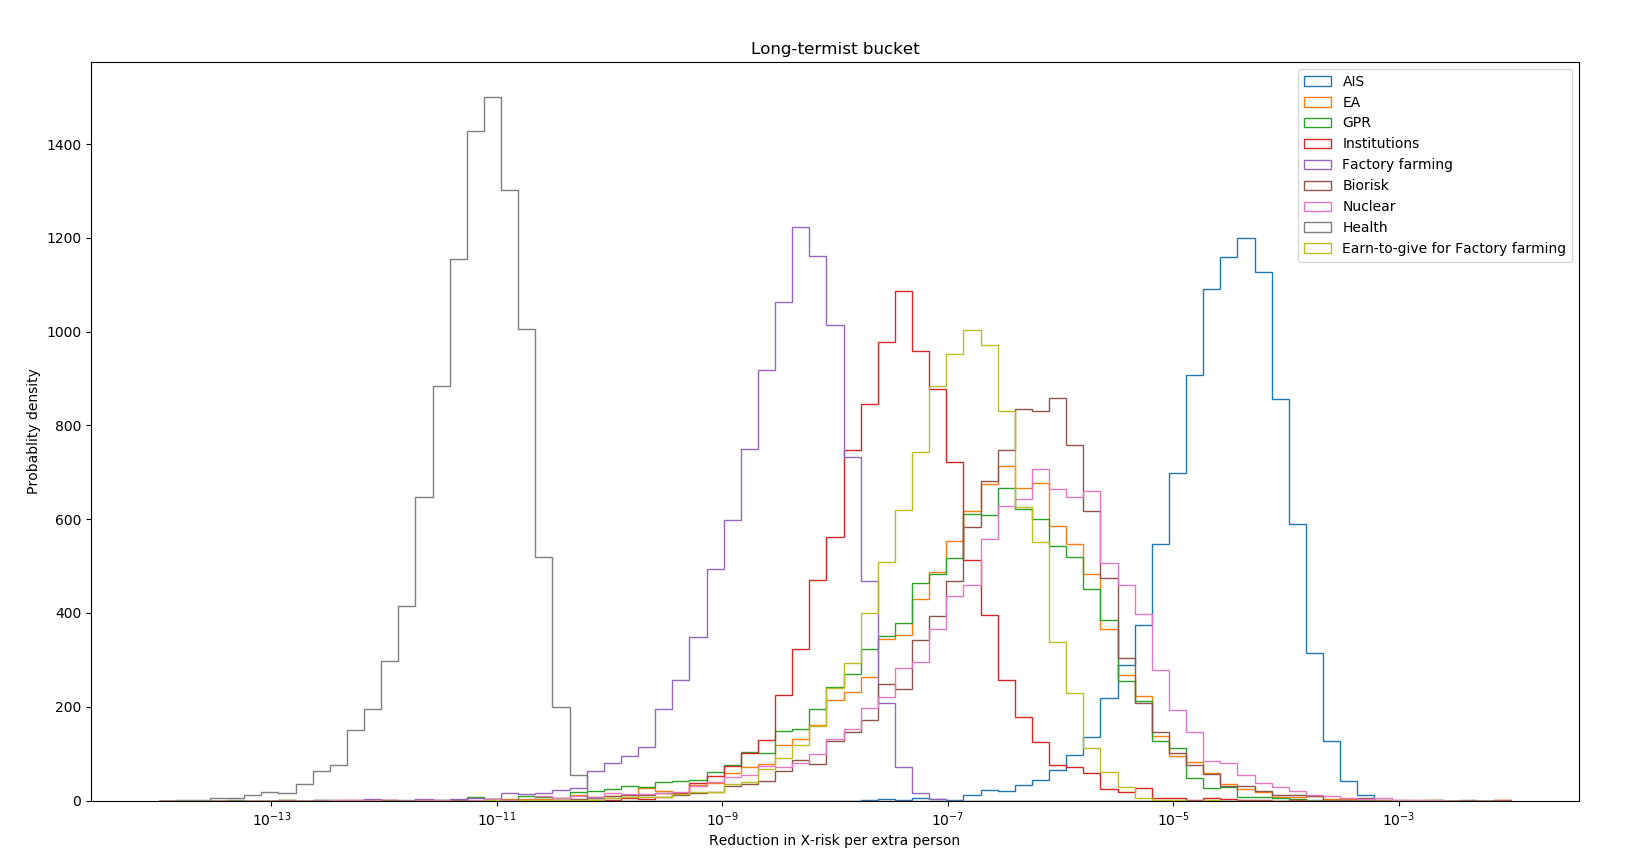 Long-termist bucket
AIS
EA
GPR
Institutions
Factory farming
Biorisk
Nuclear
Health
Earn-to-give for Factory farming
1400
1200
1000
800
600
400
200
0
Probablity density
10⁻¹³ 10⁻¹¹ 10⁻⁹ 10⁻⁷ 10⁻⁵ 10⁻³
Reduction in X-risk per extra person